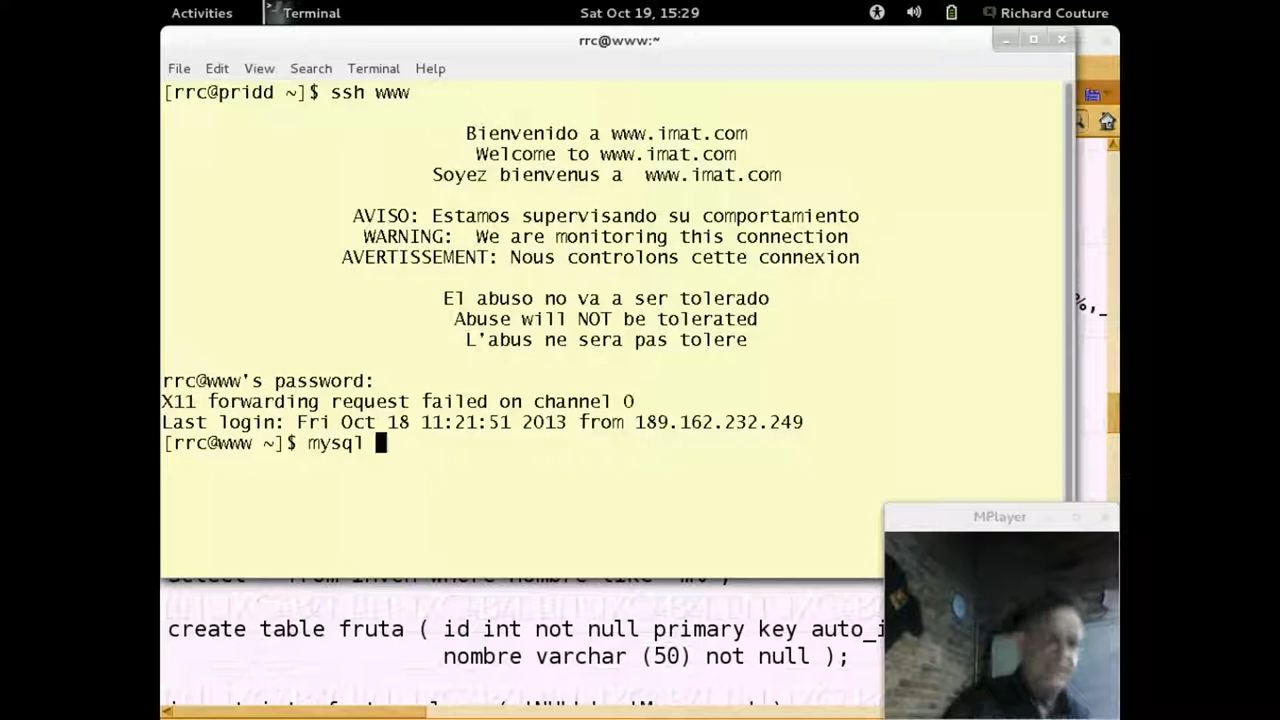 Activities Terminal Sat Oct 19, 15:29 Richard Couture
rrc@www:~
File Edit View Search Terminal Help
[rrc@pridd ~]$ ssh www
Bienvenido a www.imat.com
Welcome to www.imat.com
Soyez bienvenus a www.imat.com
AVISO: Estamos supervisando su comportamiento
WARNING: We are monitoring this connection
AVERTISSEMENT: Nous controlons cette connexion
El abuso no va a ser tolerado
Abuse will NOT be tolerated
L'abus ne sera pas tolere
rrc@www's password:
X11 forwarding request failed on channel 0
Last login: Fri Oct 18 11:21:51 2013 from 189.162.232.249
[rrc@www ~]$ mysql
%,_
MPlayer
create table fruta ( id int not null primary key auto_i
nombre varchar (50) not null );